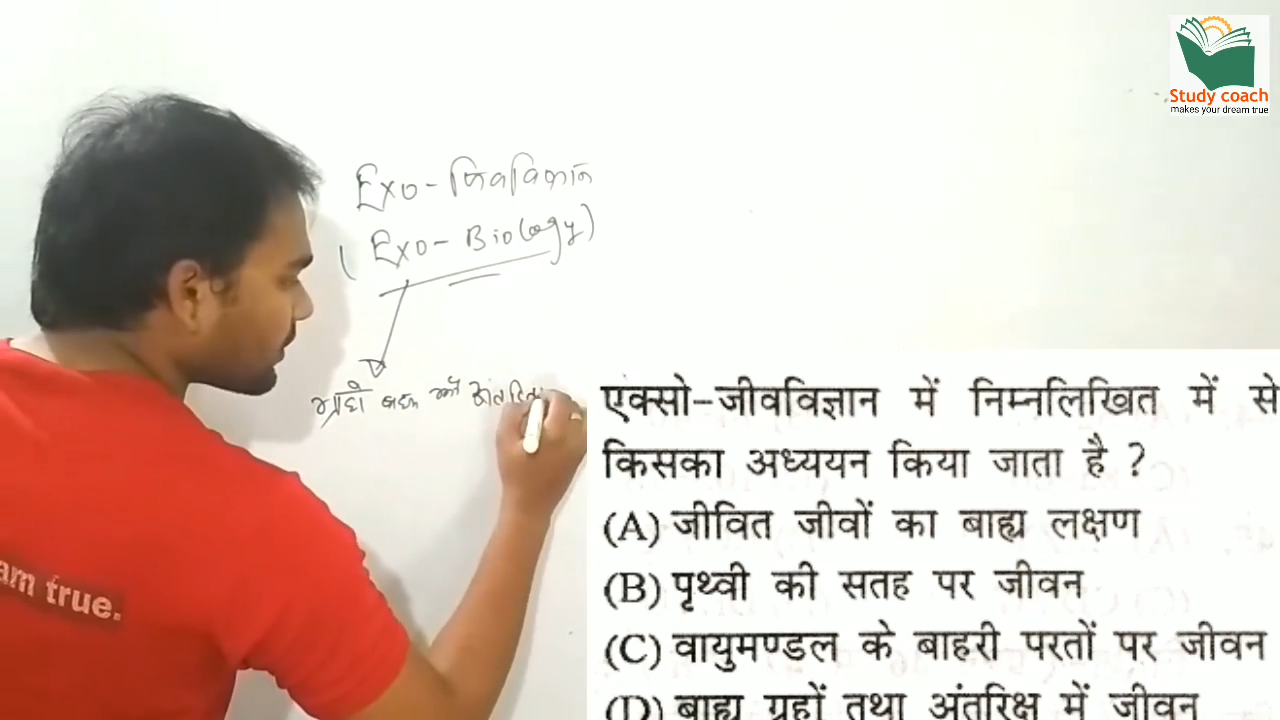 Study coach
makes your dream true
Exo-जिवविज्ञान
(Exo-Biology)
एक्सो-जीवविज्ञान में निम्नलिखित में से
किसका अध्ययन किया जाता है ?
(A) जीवित जीवों का बाह्य लक्षण
(B) पृथ्वी की सतह पर जीवन
(C) वायुमण्डल के बाहरी परतों पर जीवन
(D) बाह्य ग्रहों तथा अंतरिक्ष में जीवन
am true.